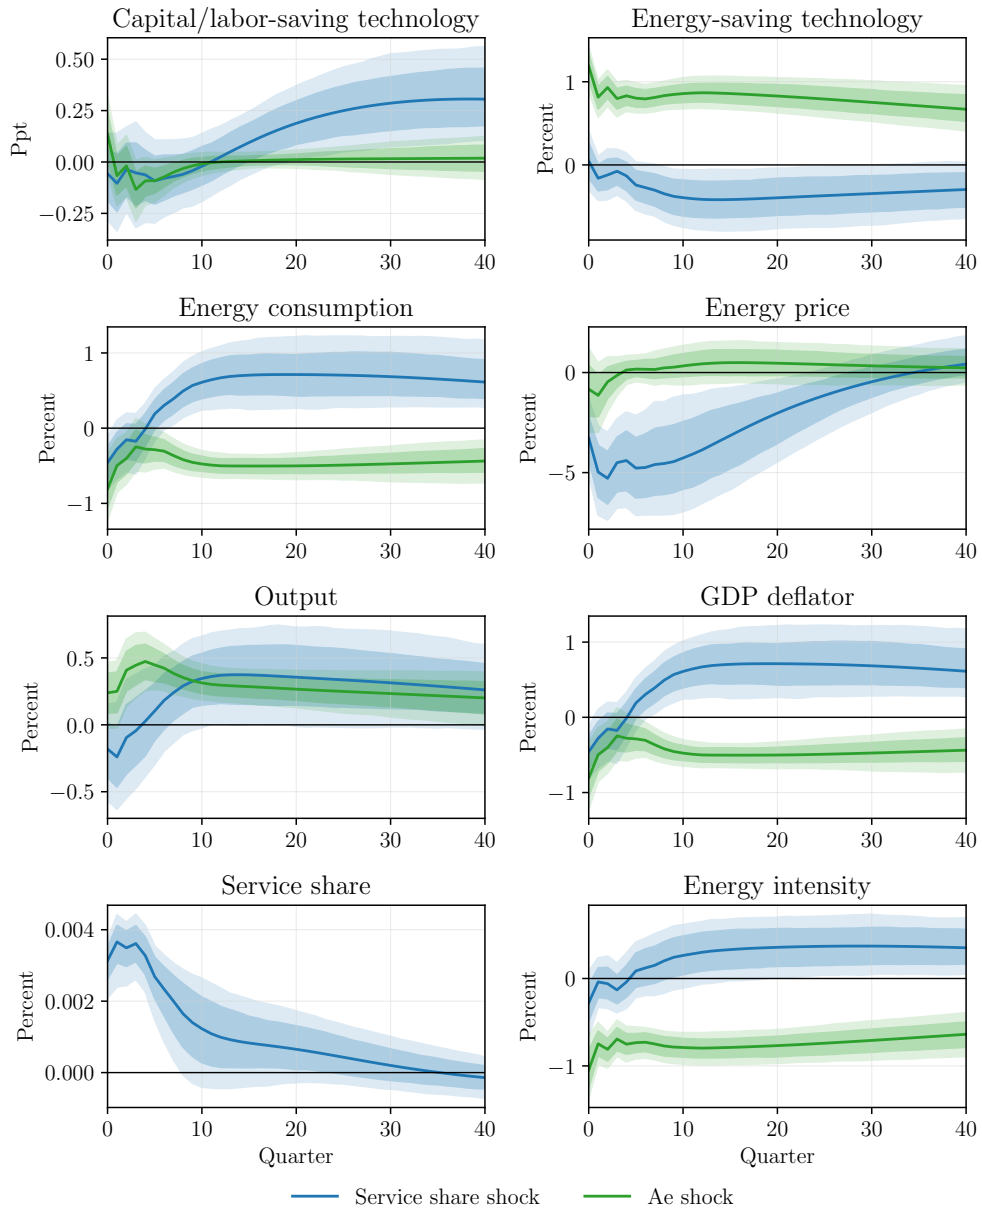 Capital/labor-saving technology
Energy-saving technology
Ppt
0.50
0.25
0.00
−0.25
0 10 20 30 40
Percent
1
0
0 10 20 30 40
Energy consumption
Energy price
Percent
1
0
−1
0 10 20 30 40
Percent
0
−5
0 10 20 30 40
Output
GDP deflator
Percent
0.5
0.0
−0.5
0 10 20 30 40
Percent
1
0
−1
0 10 20 30 40
Service share
Energy intensity
Percent
0.004
0.002
0.000
0 10 20 30 40
Quarter
Percent
0
−1
0 10 20 30 40
Quarter
Service share shock
Ae shock